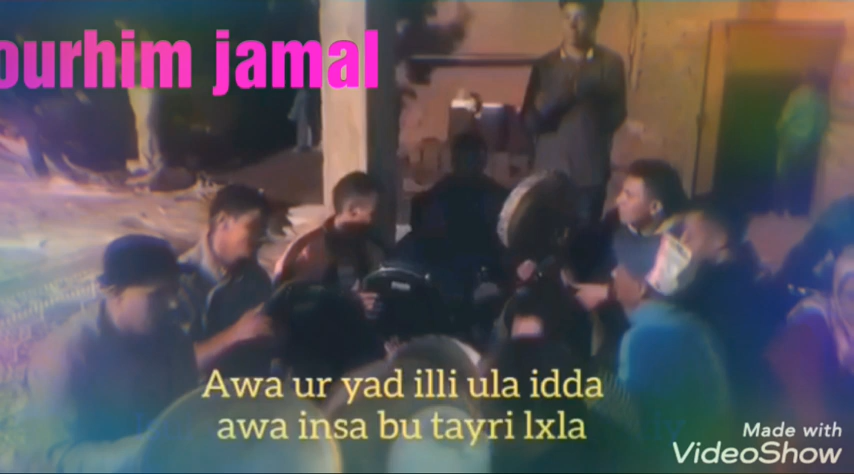 ourhim jamal
Awa ur yad illi ula idda
awa insa bu tayri lxla
Made with
VideoShow